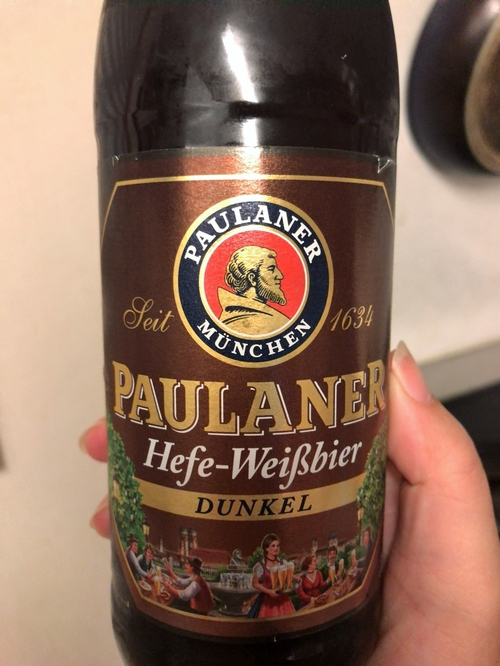 PAULANER
MÜNCHEN
Seit 1634
PAULANER
Hefe-Weißbier
DUNKEL